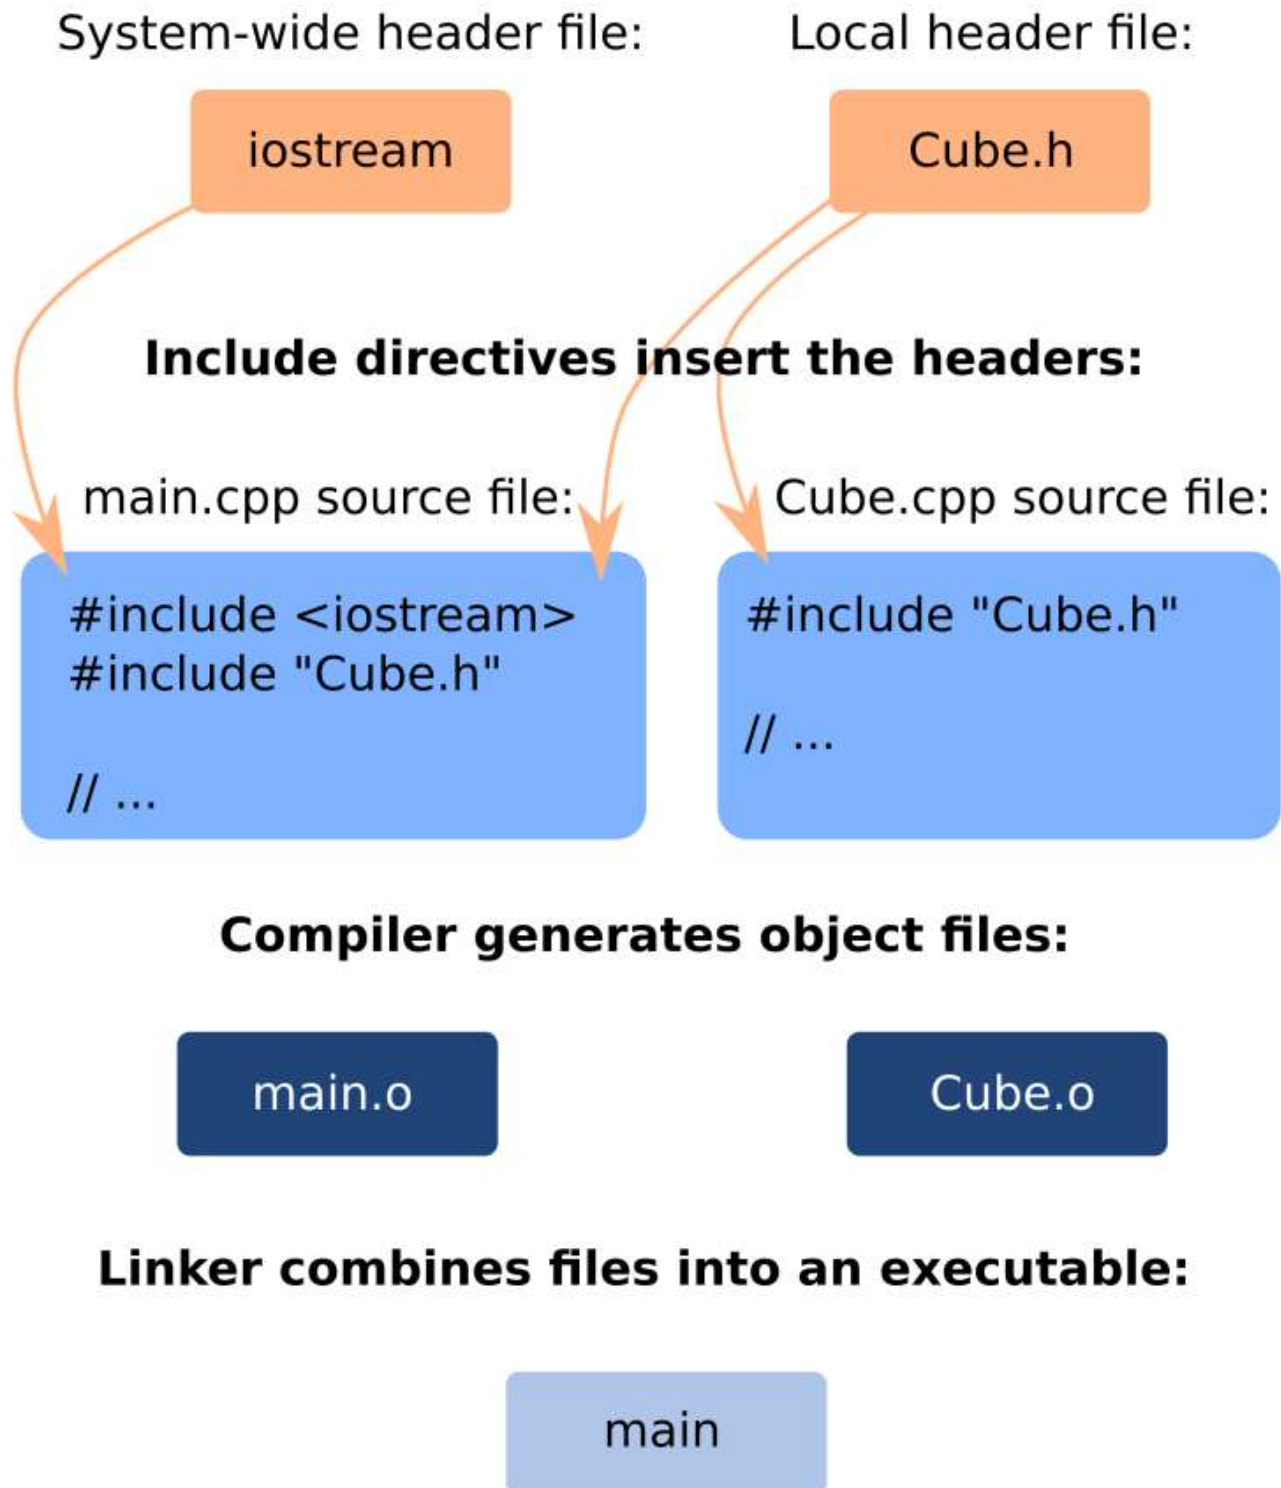 System-wide header file:
Local header file:
iostream
Cube.h
Include directives insert the headers:
main.cpp source file:
Cube.cpp source file:
#include <iostream>
#include "Cube.h"
// ...
#include "Cube.h"
// ...
Compiler generates object files:
main.o
Cube.o
Linker combines files into an executable:
main